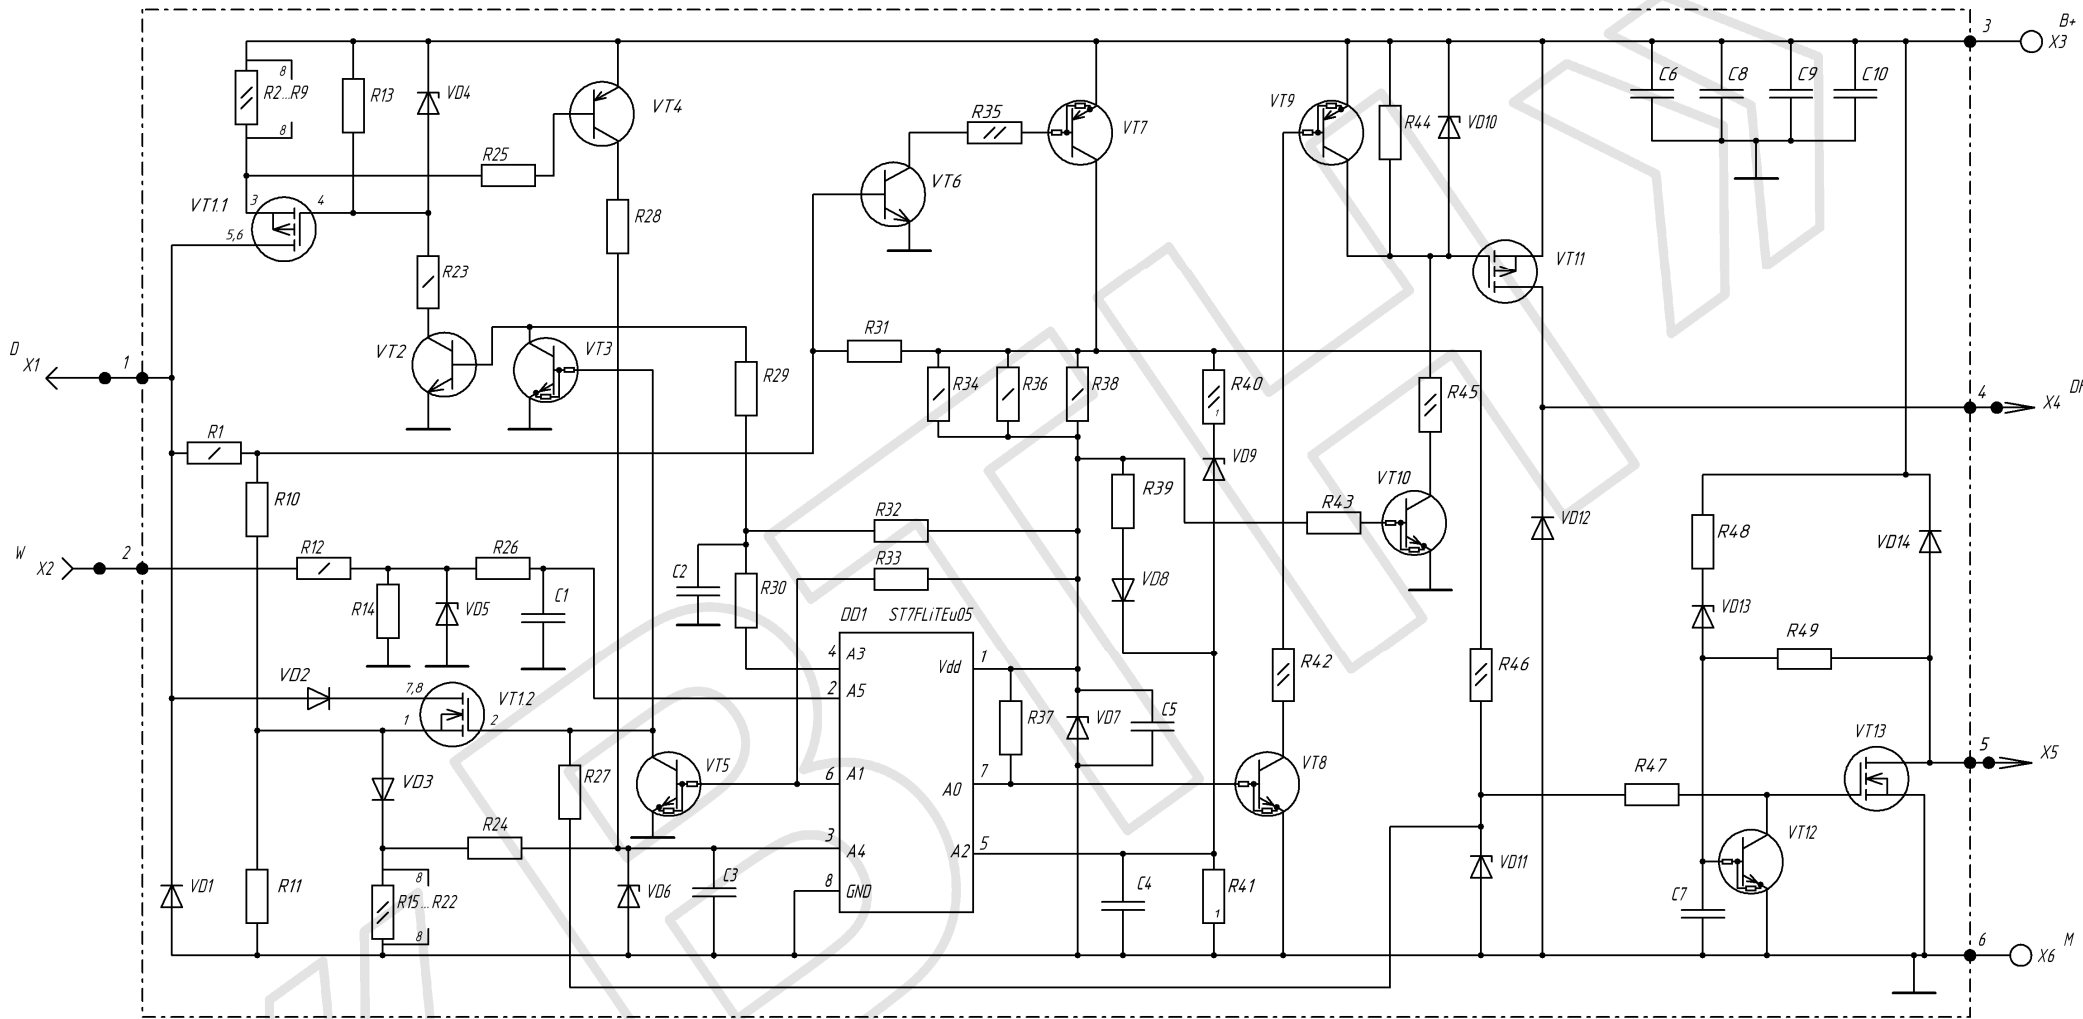 3 B+
X3
8
R2...R9
8
R13
VD4
VT4
R35
VT7
VT9
R44
VD10
C6
C8
C9
C10
R25
VT6
VT1.1
3
4
5,6
R28
VT11
R23
VT2
VT3
R31
R29
R34
R36
R38
R40
1
R45
D
X1
1
4
X4
R1
VD9
VT10
R39
R43
R10
R32
R48
VD14
VD12
W
X2
2
R12
R26
R33
C2
R30
VD8
R14
VD5
C1
VD13
DD1 ST7FLiTEu05
R49
4 A3
Vdd 1
R42
R46
VD2
7,8
VT1.2
1
2
2 A5
R37
VD7
C5
VT13
5
X5
VD3
R27
VT5
6 A1
A0 7
VT8
R47
R24
3 A4
A2 5
VT12
VD11
VD1
R11
8
R15...R22
8
VD6
C3
8 GND
C4
R41
1
C7
6 M
X6